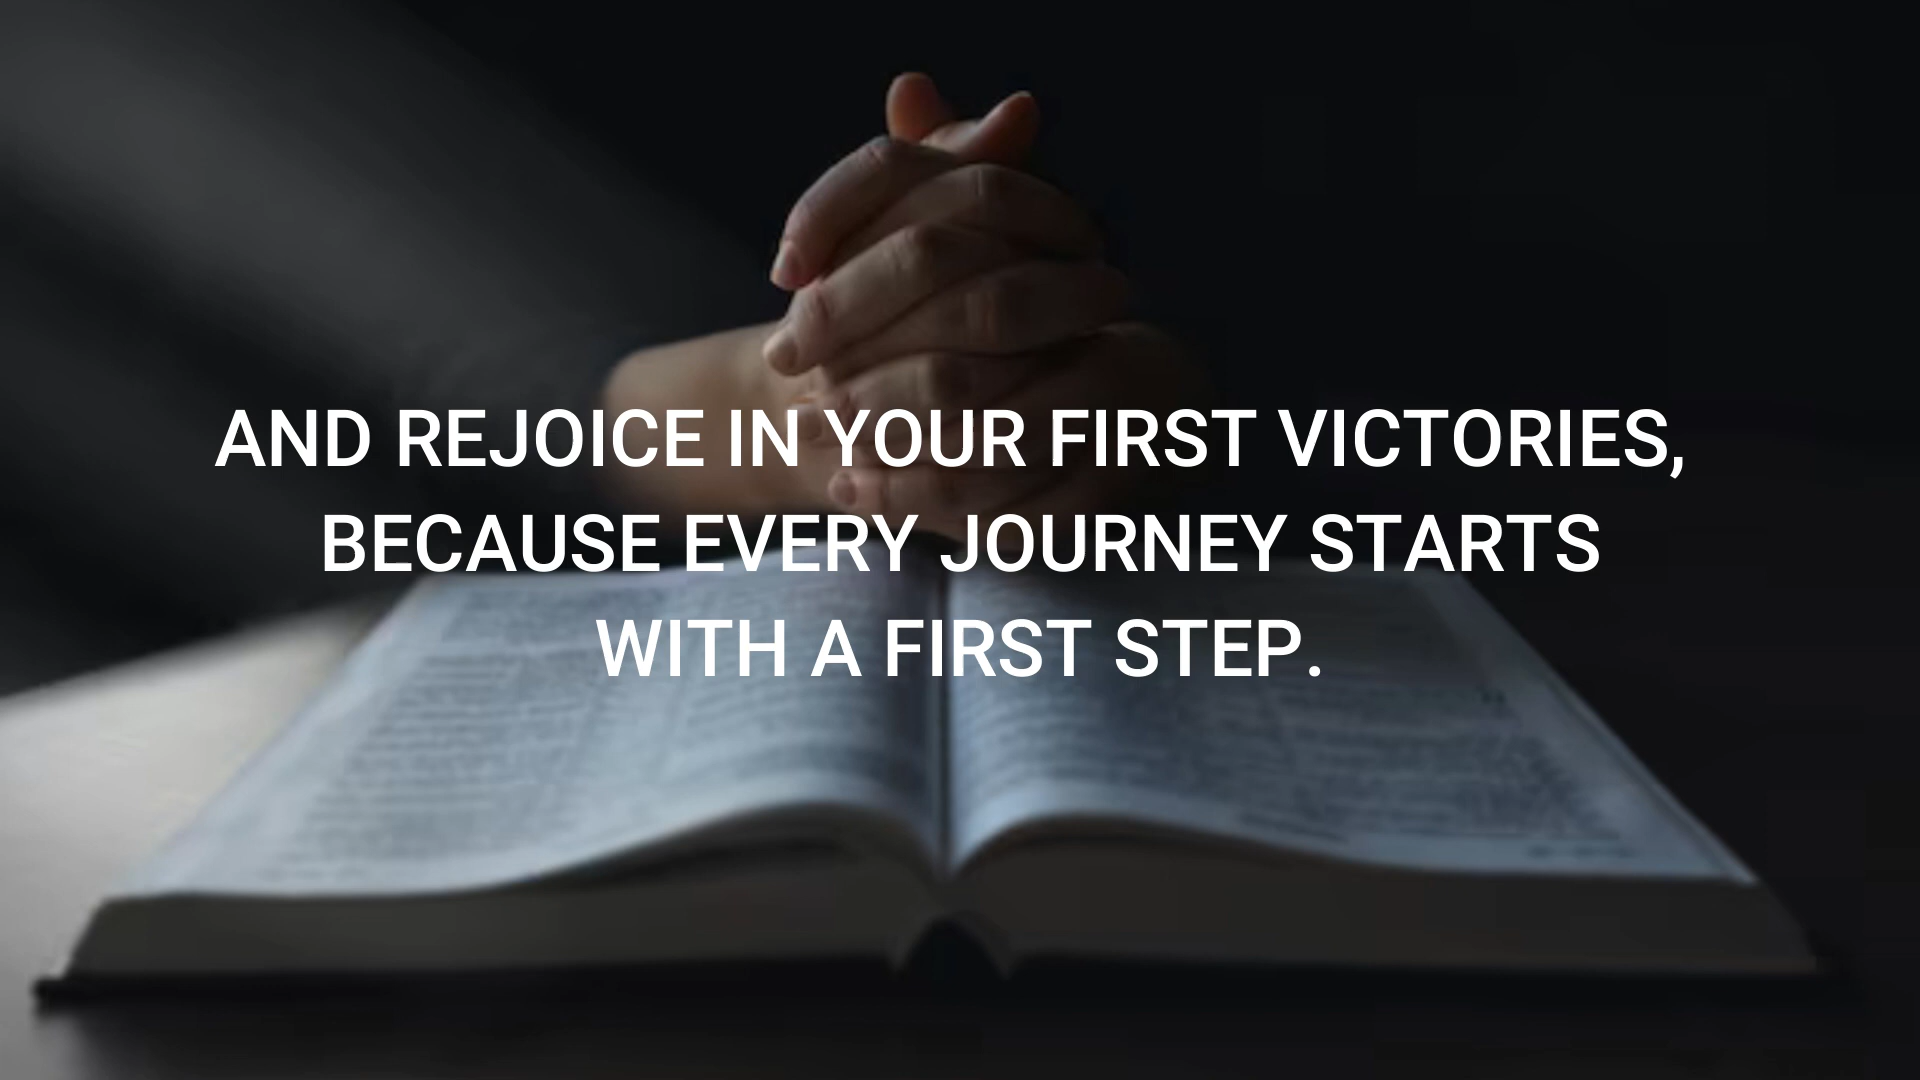 AND REJOICE IN YOUR FIRST VICTORIES,
BECAUSE EVERY JOURNEY STARTS
WITH A FIRST STEP.